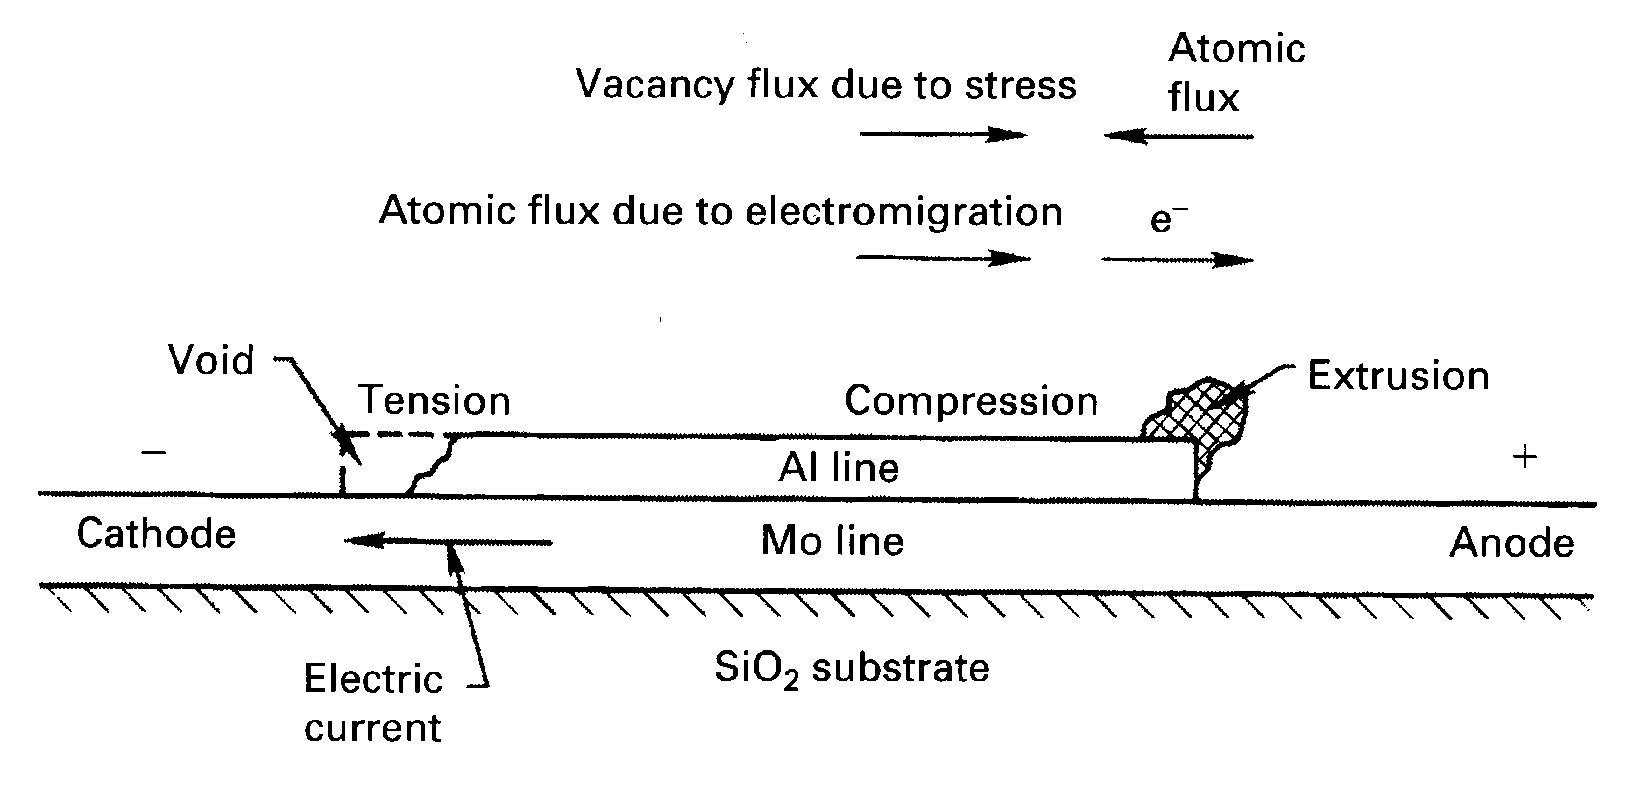 Atomic
flux
Vacancy flux due to stress
Atomic flux due to electromigration
e⁻
Void
Tension
Compression
Extrusion
−
Al line
+
Cathode
Mo line
Anode
Electric
current
SiO₂ substrate